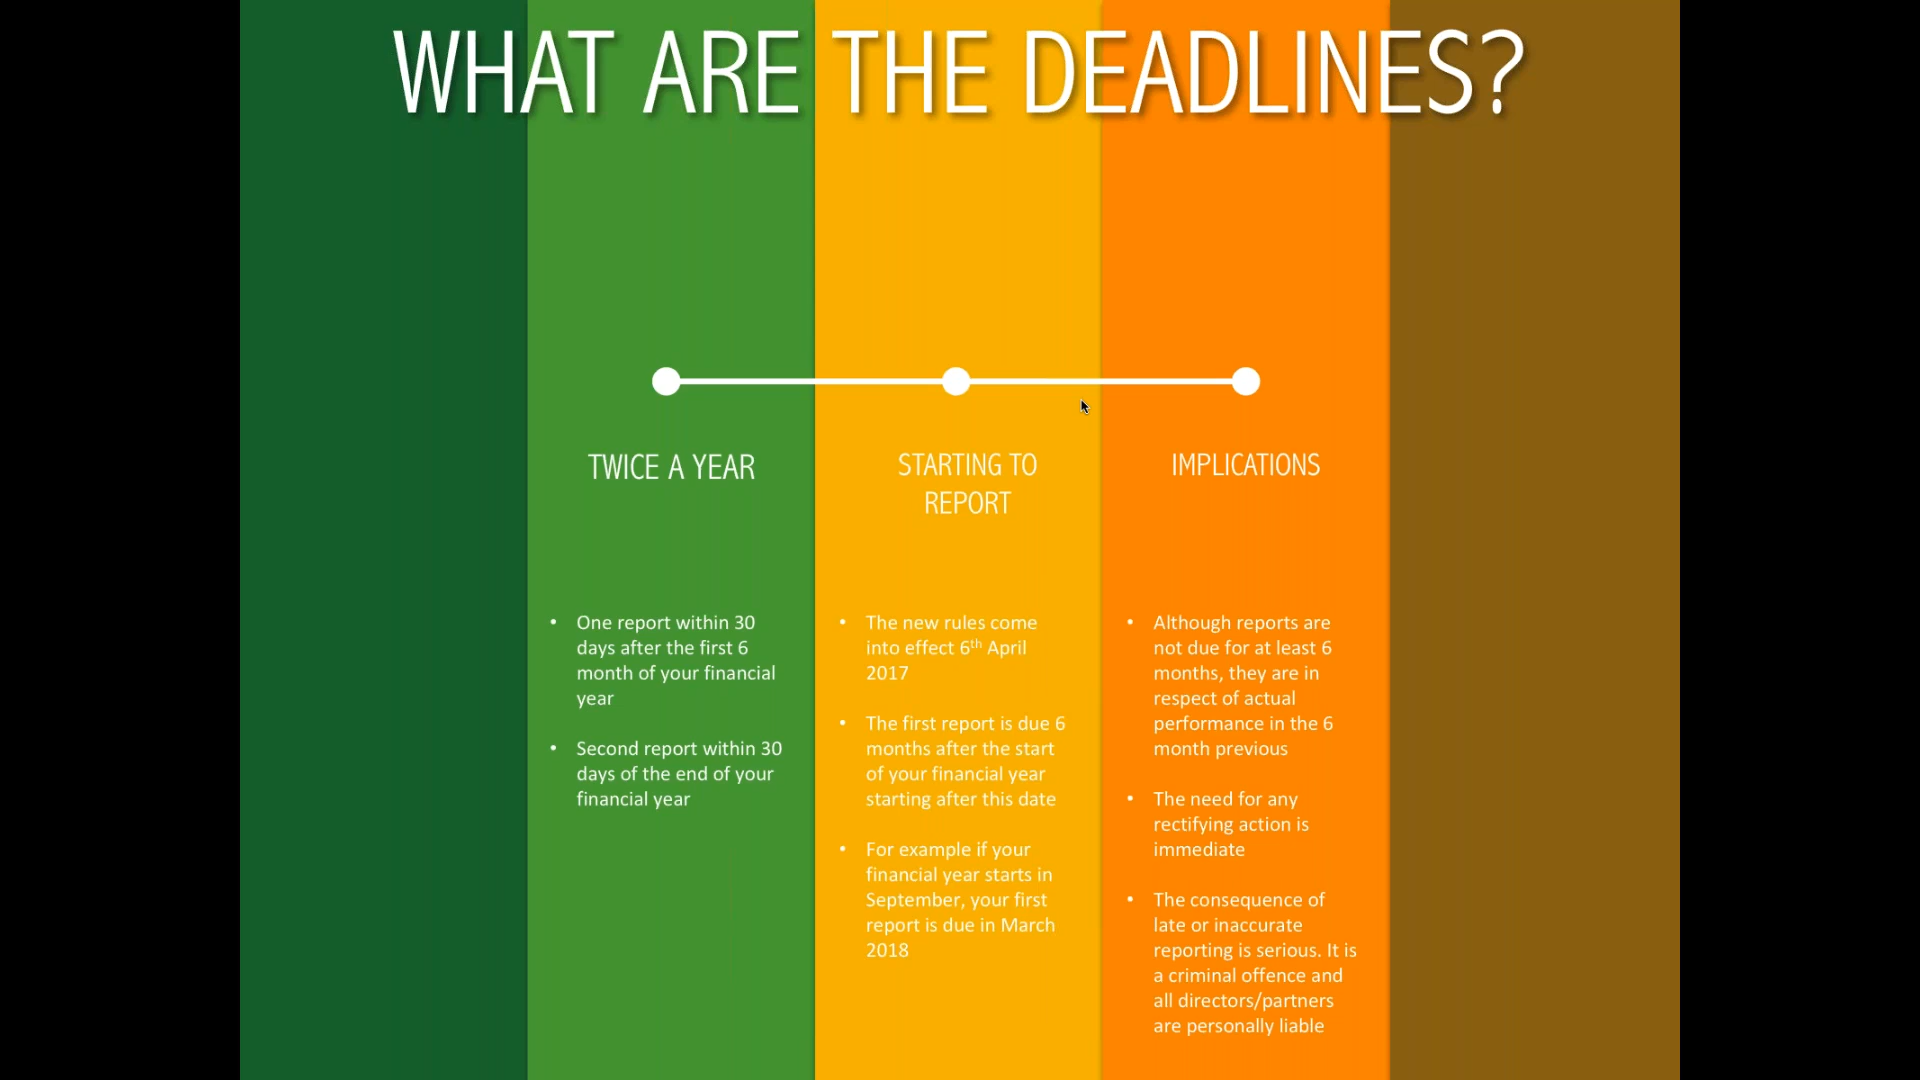 WHAT ARE THE DEADLINES?
TWICE A YEAR
• One report within 30
days after the first 6
month of your financial
year
• Second report within 30
days of the end of your
financial year
STARTING TO
REPORT
• The new rules come
into effect 6th April
2017
• The first report is due 6
months after the start
of your financial year
starting after this date
• For example if your
financial year starts in
September, your first
report is due in March
2018
IMPLICATIONS
• Although reports are
not due for at least 6
months, they are in
respect of actual
performance in the 6
month previous
• The need for any
rectifying action is
immediate
• The consequence of
late or inaccurate
reporting is serious. It is
a criminal offence and
all directors/partners
are personally liable